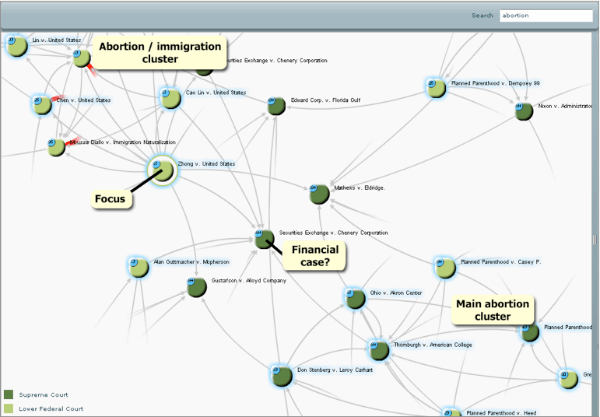 Search: abortion
Lin v. United States
Abortion / immigration
cluster
Securities Exchange v. Chenery Corporation
Planned Parenthood v. Dempsey 99
Chen v. United States
Cao Lin v. United States
Edward Corp. v. Florida Gulf
Nixon v. Administrator
Moussa Diallo v. Immigration Naturalization
Zhong v. United States
Focus
Mathews v. Eldridge.
Securities Exchange v. Chenery Corporation
Financial
case?
Alan Guttmacher v. Mcpherson
Planned Parenthood v. Casey P.
Gustafson v. Alloyd Company
Ohio v. Akron Center
Main abortion
cluster
Planned Parenthood
Thornburgh v. American College
Don Stenberg v. Leroy Carhart
Gre
Supreme Court
Lower Federal Court
Planned Parenthood v. Heed